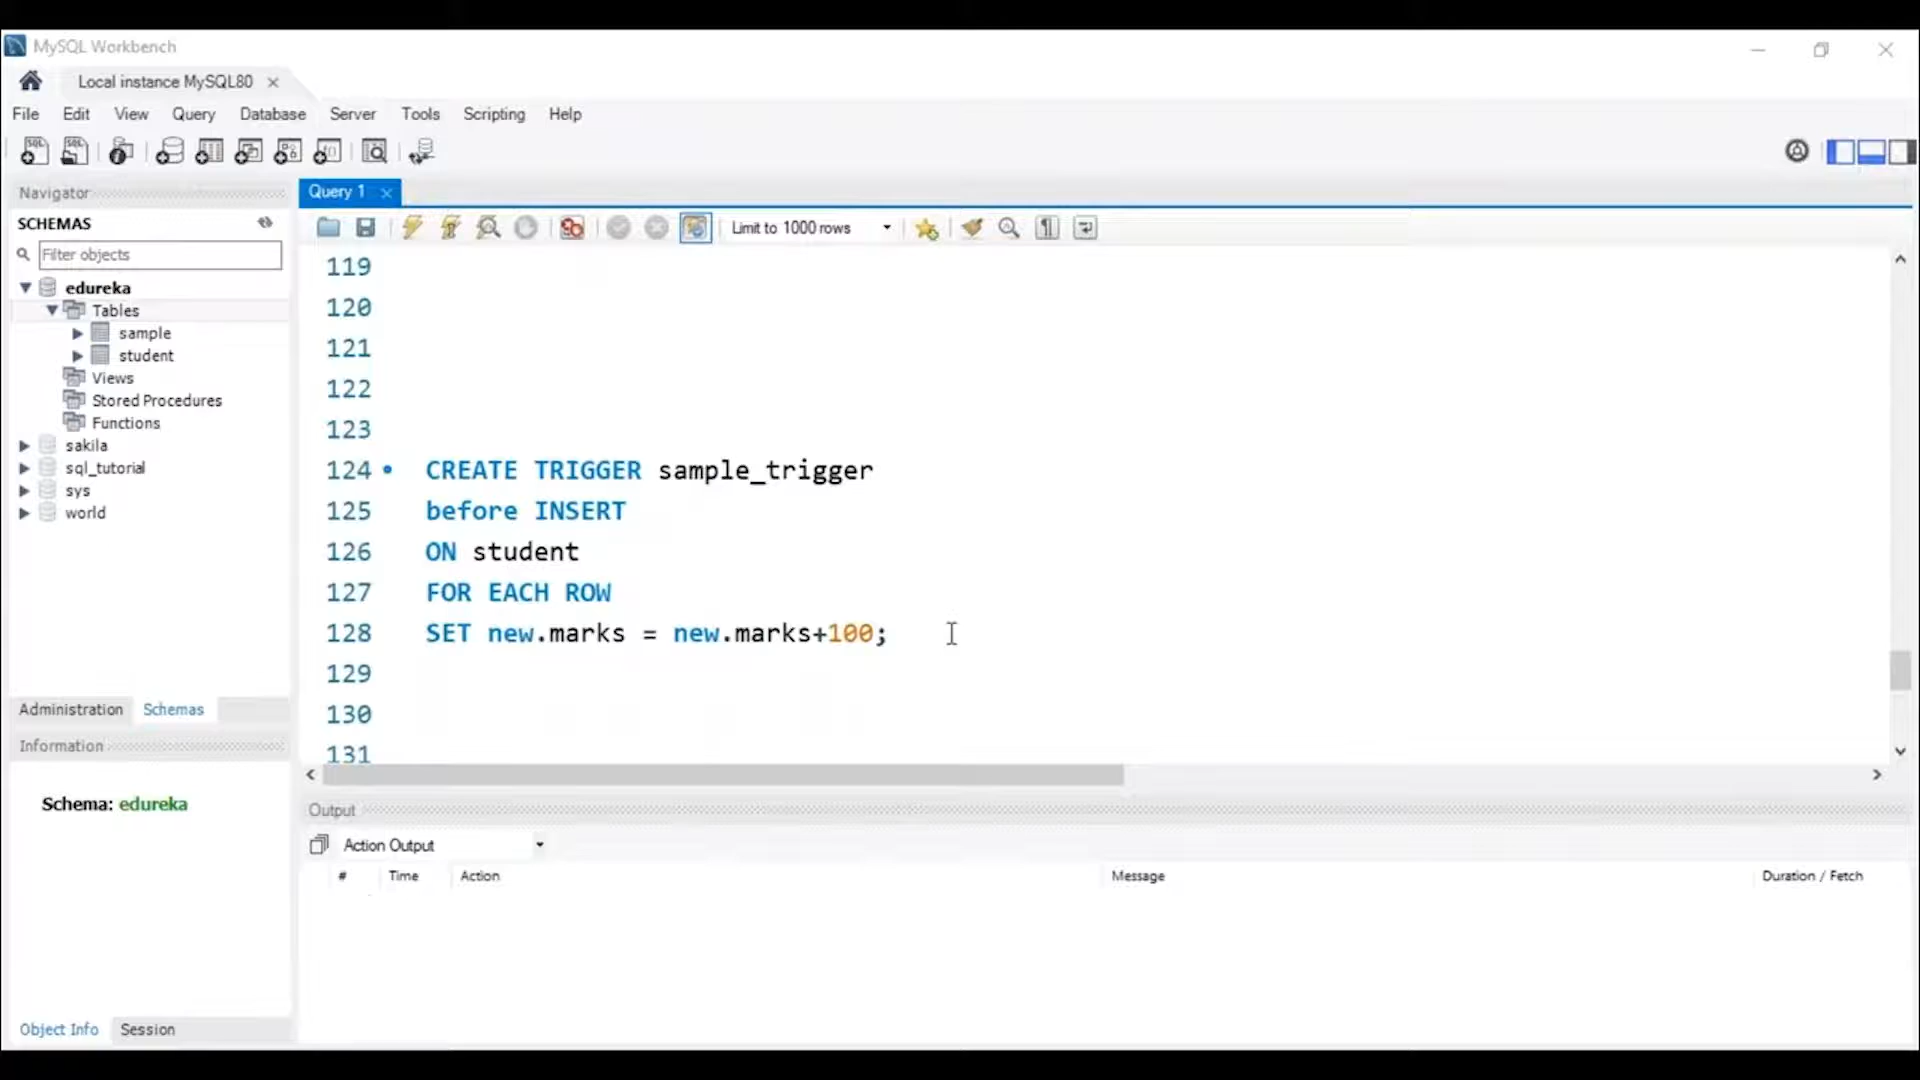 MySQL Workbench
Local instance MySQL80
File Edit View Query Database Server Tools Scripting Help
Navigator
SCHEMAS
Filter objects
edureka
Tables
sample
student
Views
Stored Procedures
Functions
sakila
sql_tutorial
sys
world
Administration Schemas
Information
Schema: edureka
Object Info Session
Query 1
Limit to 1000 rows
119
120
121
122
123
124 CREATE TRIGGER sample_trigger
125 before INSERT
126 ON student
127 FOR EACH ROW
128 SET new.marks = new.marks+100;
129
130
131
Output
Action Output
# Time Action Message Duration / Fetch